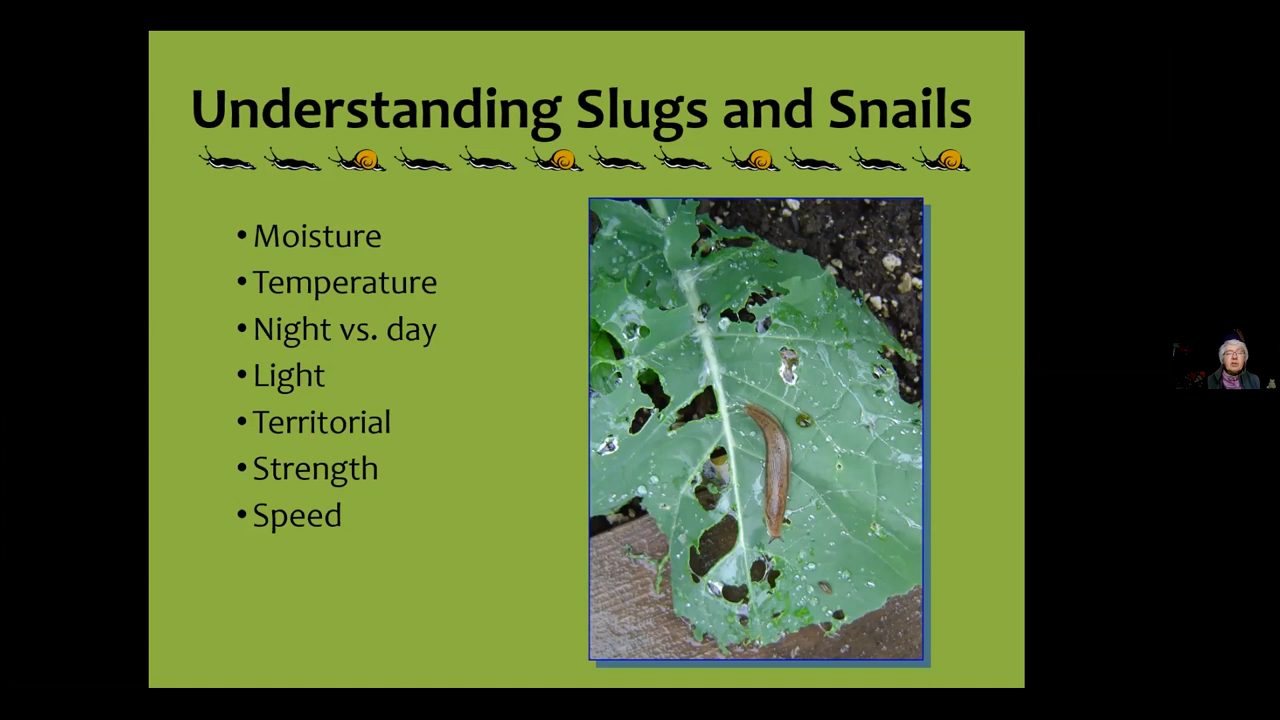 Understanding Slugs and Snails
• Moisture
• Temperature
• Night vs. day
• Light
• Territorial
• Strength
• Speed